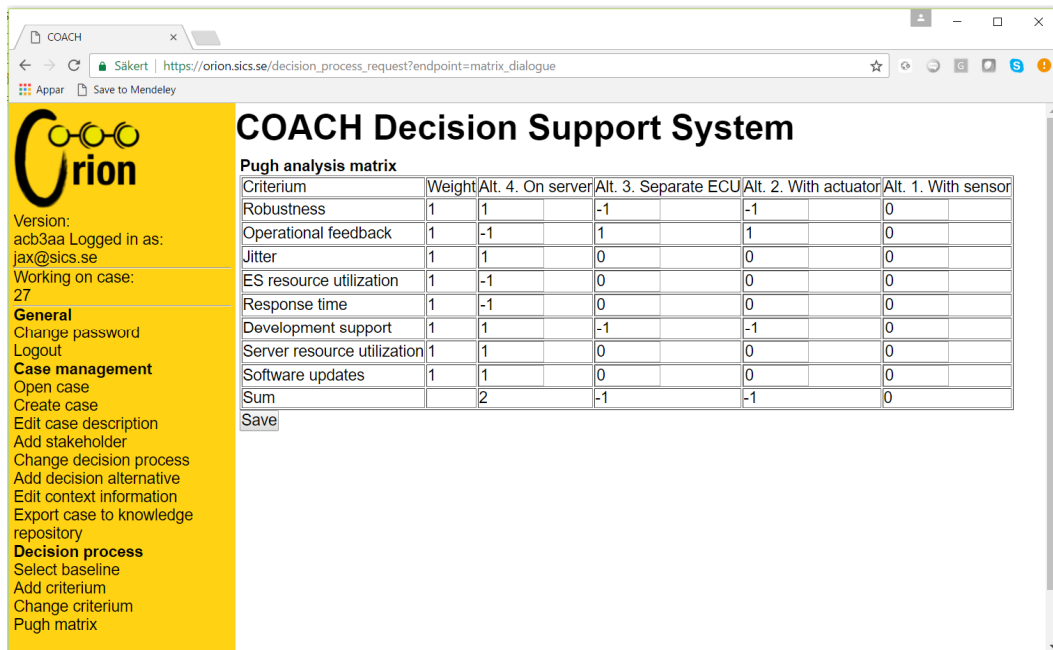 COACH
Säkert | https://orion.sics.se/decision_process_request?endpoint=matrix_dialogue
Appar Save to Mendeley
Orion
Version:
acb3aa Logged in as:
jax@sics.se
Working on case:
27
General
Change password
Logout
Case management
Open case
Create case
Edit case description
Add stakeholder
Change decision process
Add decision alternative
Edit context information
Export case to knowledge
repository
Decision process
Select baseline
Add criterium
Change criterium
Pugh matrix
COACH Decision Support System
Pugh analysis matrix
Criterium Weight Alt. 4. On server Alt. 3. Separate ECU Alt. 2. With actuator Alt. 1. With sensor
Robustness 1 1 -1 -1 0
Operational feedback 1 -1 1 1 0
Jitter 1 1 0 0 0
ES resource utilization 1 -1 0 0 0
Response time 1 -1 0 0 0
Development support 1 1 -1 -1 0
Server resource utilization 1 1 0 0 0
Software updates 1 1 0 0 0
Sum 2 -1 -1 0
Save